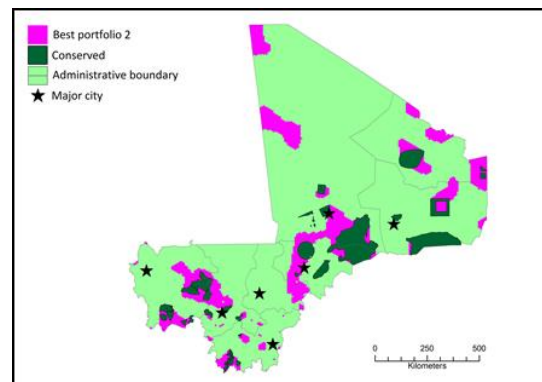 Best portfolio 2
Conserved
Administrative boundary
Major city
0 250 500
Kilometers